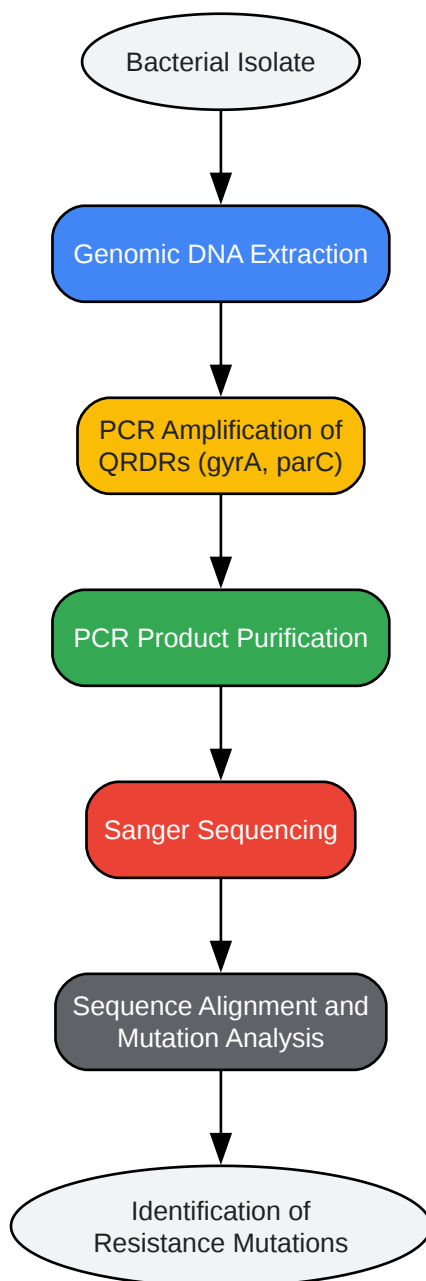 Bacterial Isolate
Genomic DNA Extraction
PCR Amplification of
QRDRs (gyrA, parC)
PCR Product Purification
Sanger Sequencing
Sequence Alignment and
Mutation Analysis
Identification of
Resistance Mutations